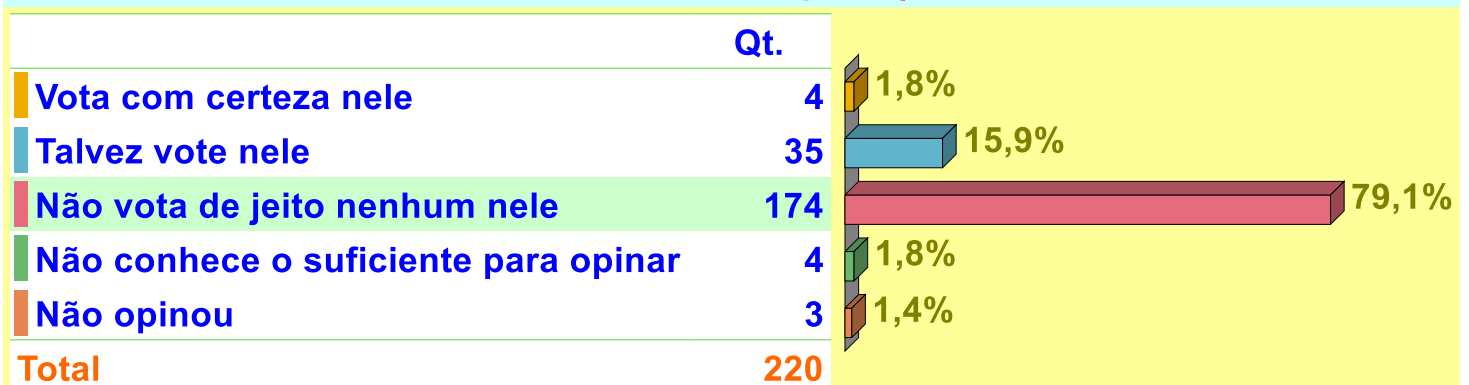 Qt.
Vota com certeza nele 4 1,8%
Talvez vote nele 35 15,9%
Não vota de jeito nenhum nele 174 79,1%
Não conhece o suficiente para opinar 4 1,8%
Não opinou 3 1,4%
Total 220